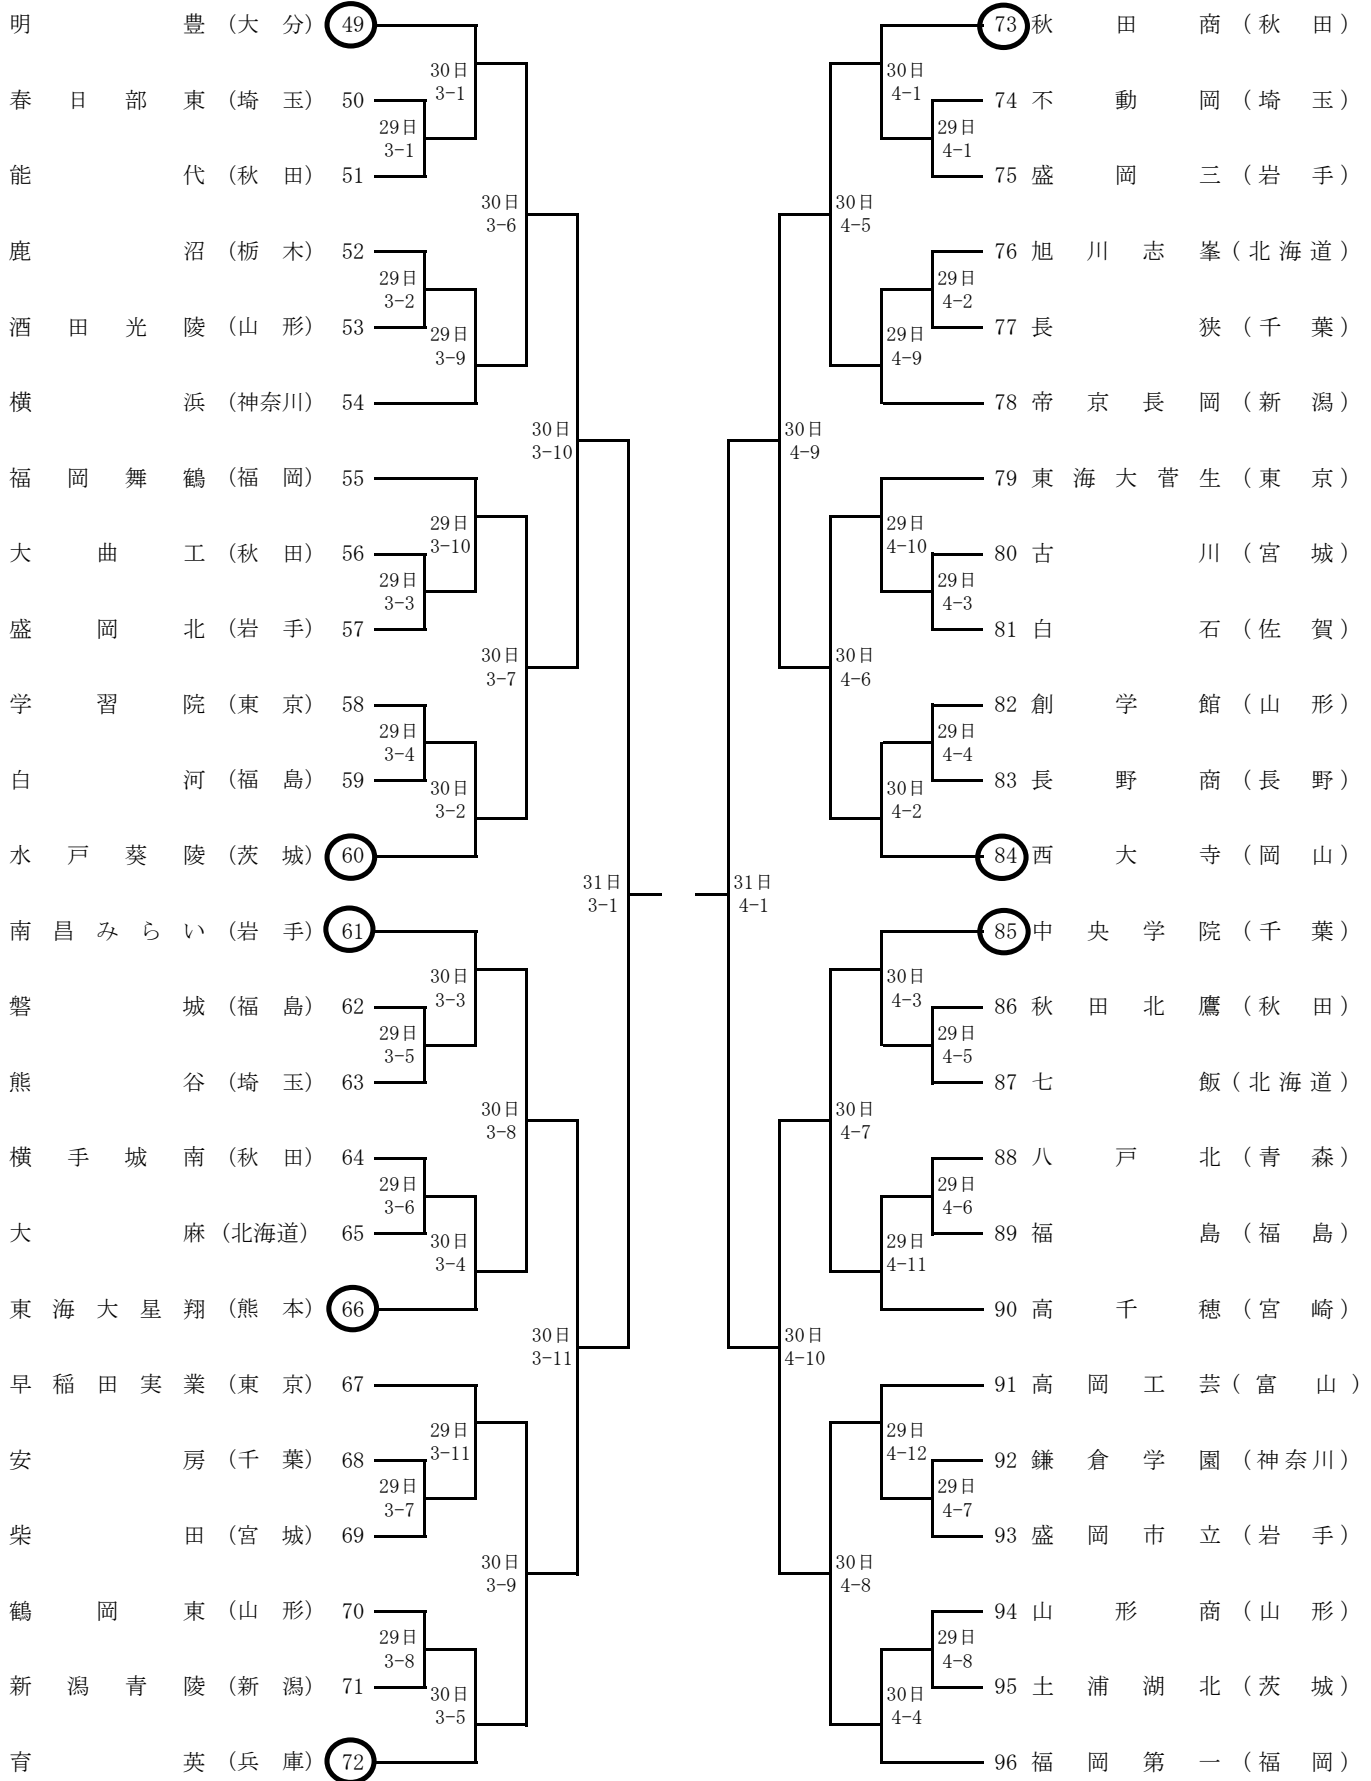 明豊（大分） 49
30日
3-1
春日部東（埼玉） 50
29日
3-1
能代（秋田） 51
30日
3-6
鹿沼（栃木） 52
29日
3-2
酒田光陵（山形） 53
29日
3-9
横浜（神奈川） 54
30日
3-10
福岡舞鶴（福岡） 55
29日
3-10
大曲工（秋田） 56
29日
3-3
盛岡北（岩手） 57
30日
3-7
学習院（東京） 58
29日
3-4
白河（福島） 59
30日
3-2
水戸葵陵（茨城） 60
31日
3-1
南昌みらい（岩手） 61
30日
3-3
磐城（福島） 62
29日
3-5
熊谷（埼玉） 63
30日
3-8
横手城南（秋田） 64
29日
3-6
大麻（北海道） 65
30日
3-4
東海大星翔（熊本） 66
30日
3-11
早稲田実業（東京） 67
29日
3-11
安房（千葉） 68
29日
3-7
柴田（宮城） 69
30日
3-9
鶴岡東（山形） 70
29日
3-8
新潟青陵（新潟） 71
30日
3-5
育英（兵庫） 72
73 秋田商（秋田）
30日
4-1
74 不動岡（埼玉）
29日
4-1
75 盛岡三（岩手）
30日
4-5
76 旭川志峯（北海道）
29日
4-2
77 長狭（千葉）
29日
4-9
78 帝京長岡（新潟）
30日
4-9
79 東海大菅生（東京）
29日
4-10
80 古川（宮城）
29日
4-3
81 白石（佐賀）
30日
4-6
82 創学館（山形）
29日
4-4
83 長野商（長野）
30日
4-2
84 西大寺（岡山）
31日
4-1
85 中央学院（千葉）
30日
4-3
86 秋田北鷹（秋田）
29日
4-5
87 七飯（北海道）
30日
4-7
88 八戸北（青森）
29日
4-6
89 福島（福島）
29日
4-11
90 高千穂（宮崎）
30日
4-10
91 高岡工芸（富山）
29日
4-12
92 鎌倉学園（神奈川）
29日
4-7
93 盛岡市立（岩手）
30日
4-8
94 山形商（山形）
29日
4-8
95 土浦湖北（茨城）
30日
4-4
96 福岡第一（福岡）